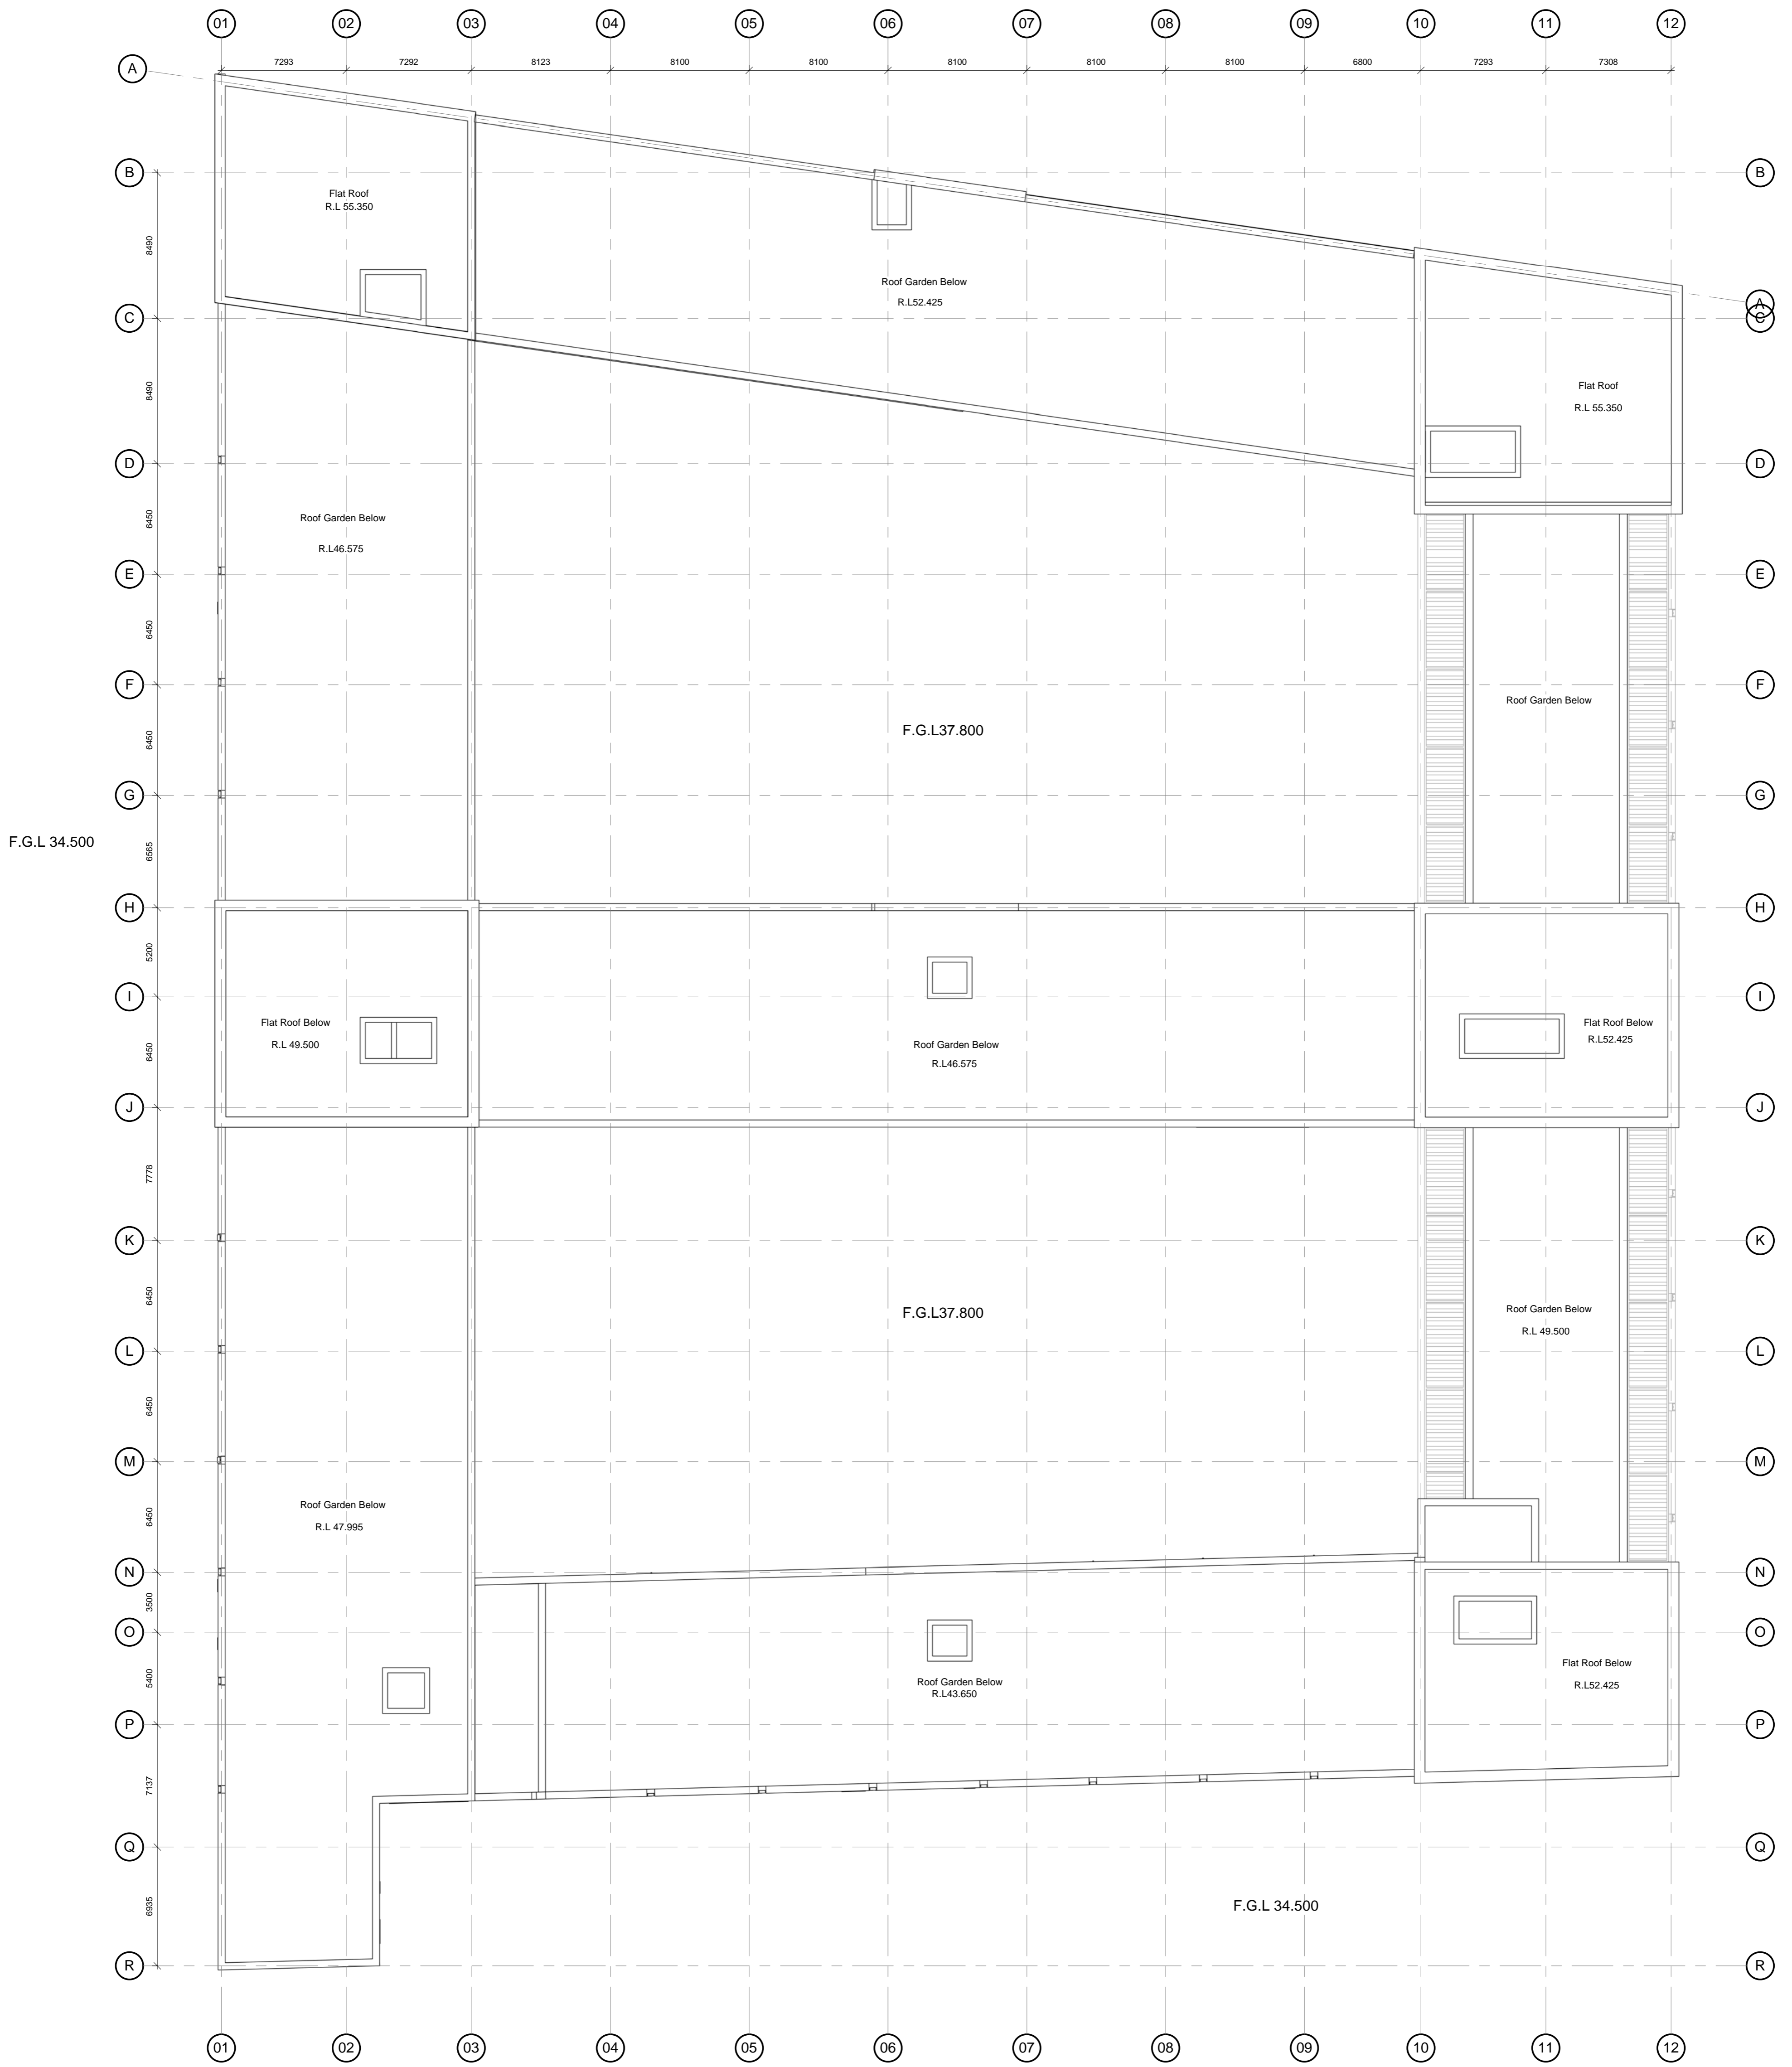 01 02 03 04 05 06 07 08 09 10 11 12
7293 7292 8123 8100 8100 8100 8100 8100 6800 7293 7308
A
B B
Flat Roof
R.L 55.350
8490
Roof Garden Below
R.L52.425
A
C C
Flat Roof
R.L 55.350
8490
D D
Roof Garden Below
R.L46.575
6450
E E
6450
F F
Roof Garden Below
F.G.L37.800
6450
G G
F.G.L 34.500
6565
H H
5200
I I
Flat Roof Below
R.L 49.500
Roof Garden Below
R.L46.575
Flat Roof Below
R.L52.425
6450
J J
7778
K K
6450
F.G.L37.800
Roof Garden Below
R.L 49.500
L L
6450
M M
Roof Garden Below
R.L 47.995
6450
N N
3500
O O
Roof Garden Below
R.L43.650
Flat Roof Below
R.L52.425
5400
P P
7137
Q Q
6935
F.G.L 34.500
R R
01 02 03 04 05 06 07 08 09 10 11 12